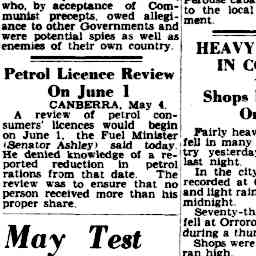 who, by acceptance of Com-
munist precepts, owed allegi-
ance to other Governments and
were potential spies as well as
enemies of their own country.
Petrol Licence Review
On June 1
CANBERRA, May 4.
A review of petrol con-
sumers' licences would begin
on June 1, the Fuel Minister
(Senator Ashley) said today.
He denied knowledge of a re-
ported reduction in petrol
rations from that date. The
review was to ensure that no
person received more than his
proper share.
May Test
to the local
ment.
HEAVY
IN C
Shops
O
Fairly heav
fell in many
try yesterday
last night.
In the city
recorded at
and light rain
midnight.
Seventy-th
fell at Orroro
during a thu
Shops were
ran high.